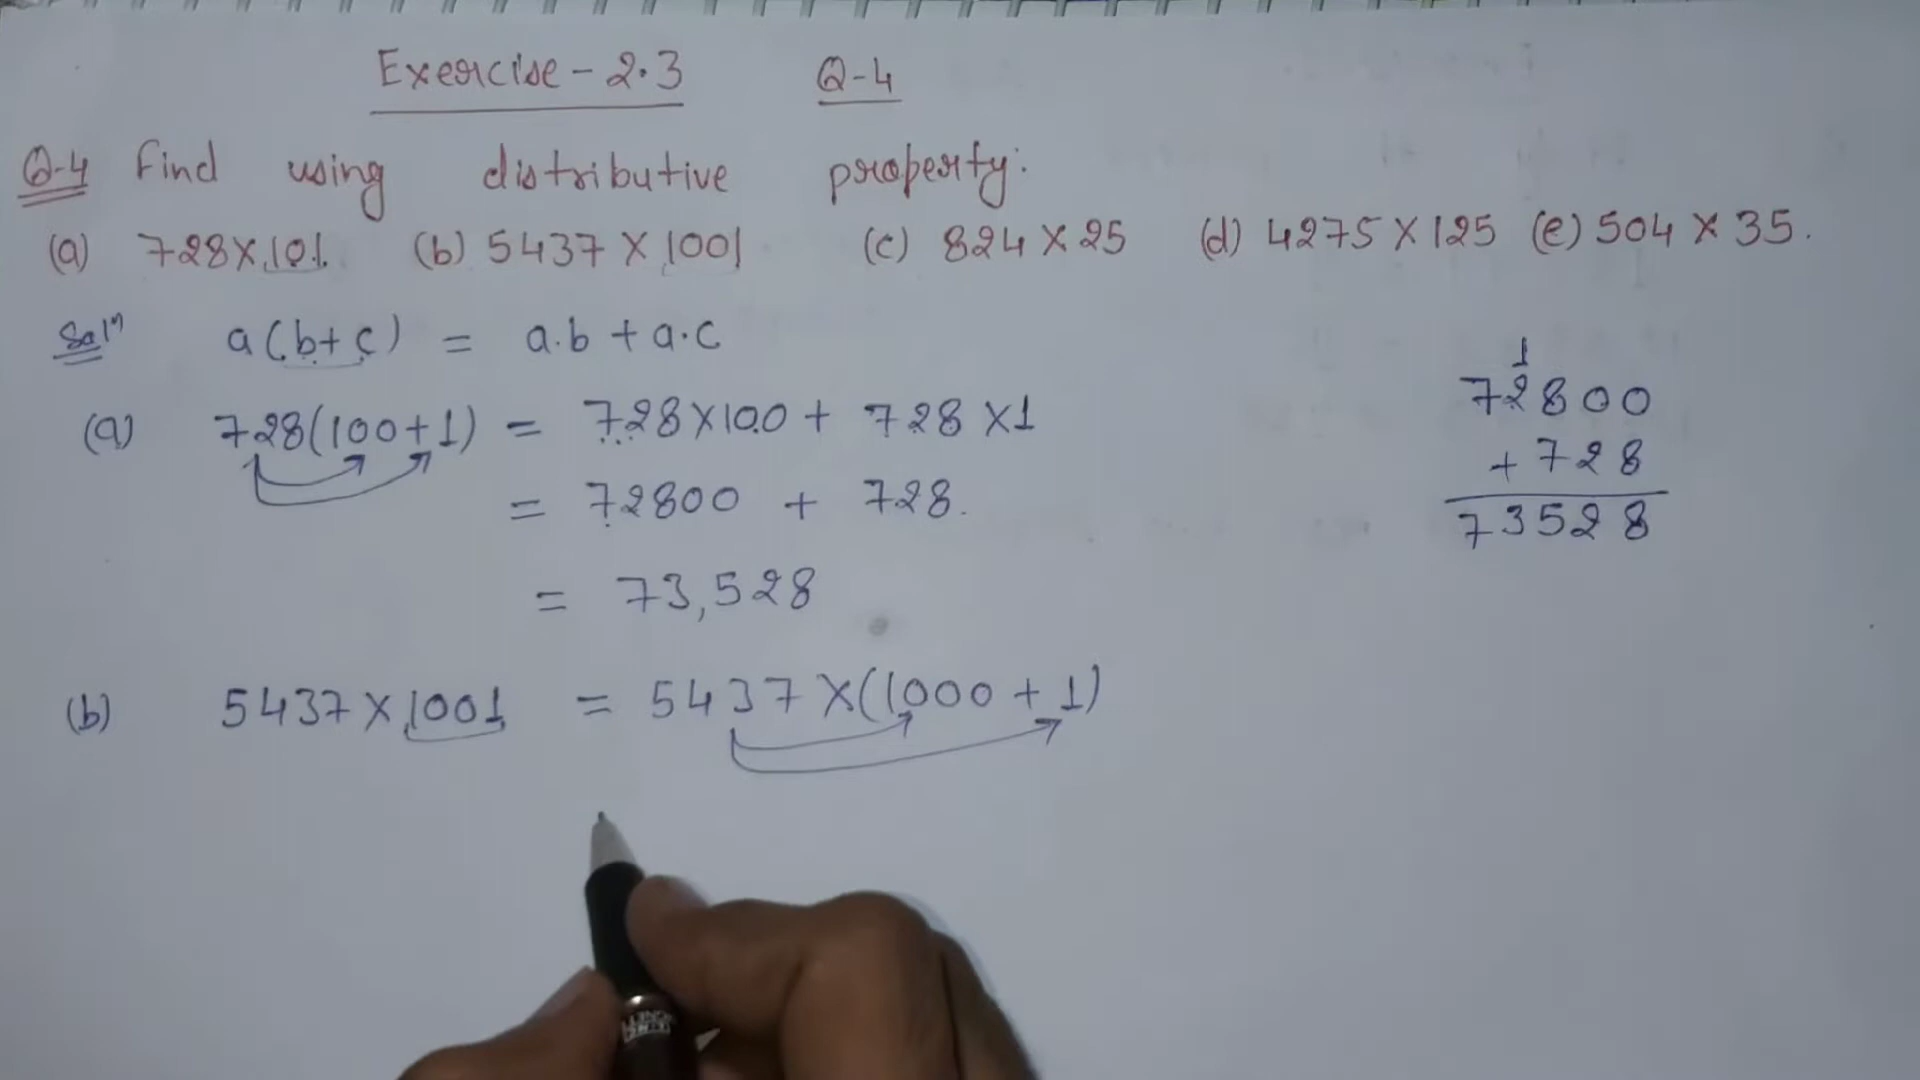 Exercise - 2.3 Q-4
Q-4 Find using distributive property:
(a) 728×101. (b) 5437 × 1001 (c) 824 × 25 (d) 4275 × 125 (e) 504 × 35.
Solⁿ a(b+c) = a.b + a.c
(a) 728(100+1) = 728×100 + 728 ×1
= 72800 + 728.
= 73,528
1
72800
+ 728
73528
(b) 5437 × 1001 = 5437 ×(1000 + 1)